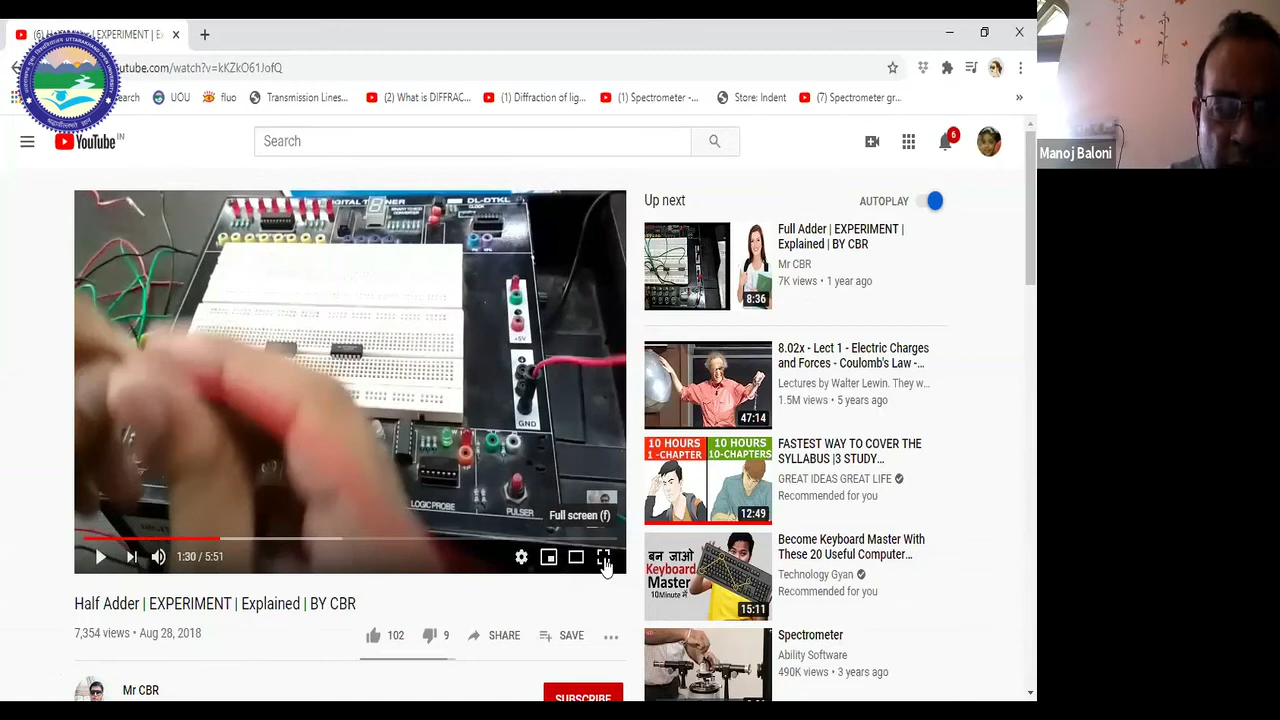 (6) Half Adder | EXPERIMENT | E
youtube.com/watch?v=kKZkO61JofQ
Search
UOU
fluo
Transmission Lines...
(2) What is DIFFRAC...
(1) Diffraction of lig...
(1) Spectrometer -...
Store: Indent
(7) Spectrometer gr...
»
Manoj Baloni
YouTube IN
Search
6
DIGITAL TRAINER
DL-DTKL
CLOCK
+5V
GND
LOGIC PROBE
PULSER
Full screen (f)
1:30 / 5:51
Half Adder | EXPERIMENT | Explained | BY CBR
7,354 views • Aug 28, 2018
102
9
SHARE
SAVE
Mr CBR
SUBSCRIBE
Up next
AUTOPLAY
Full Adder | EXPERIMENT |
Explained | BY CBR
Mr CBR
7K views • 1 year ago
8:36
8.02x - Lect 1 - Electric Charges
and Forces - Coulomb's Law -...
Lectures by Walter Lewin. They w...
1.5M views • 5 years ago
47:14
10 HOURS
1-CHAPTER
10 HOURS
10-CHAPTERS
FASTEST WAY TO COVER THE
SYLLABUS |3 STUDY...
GREAT IDEAS GREAT LIFE
Recommended for you
12:49
बन जाओ
Keyboard
Master
10Minute में
Become Keyboard Master With
These 20 Useful Computer...
Technology Gyan
Recommended for you
15:11
Spectrometer
Ability Software
490K views • 3 years ago